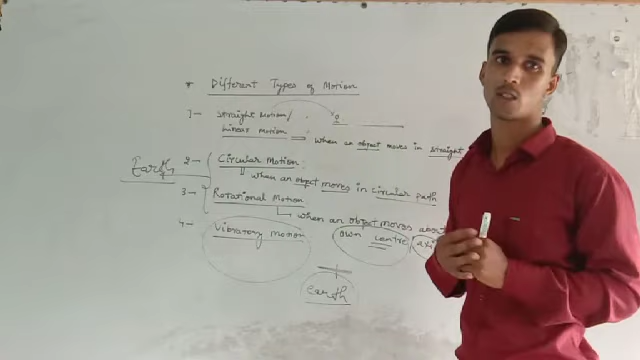 * Different Types of Motion
1- Straight Motion/
Linear Motion : when an object moves in straight
Earth
2- Circular Motion
when an object moves in circular path
3- Rotational Motion
when an object moves about
own centre
4- Vibratory motion
earth